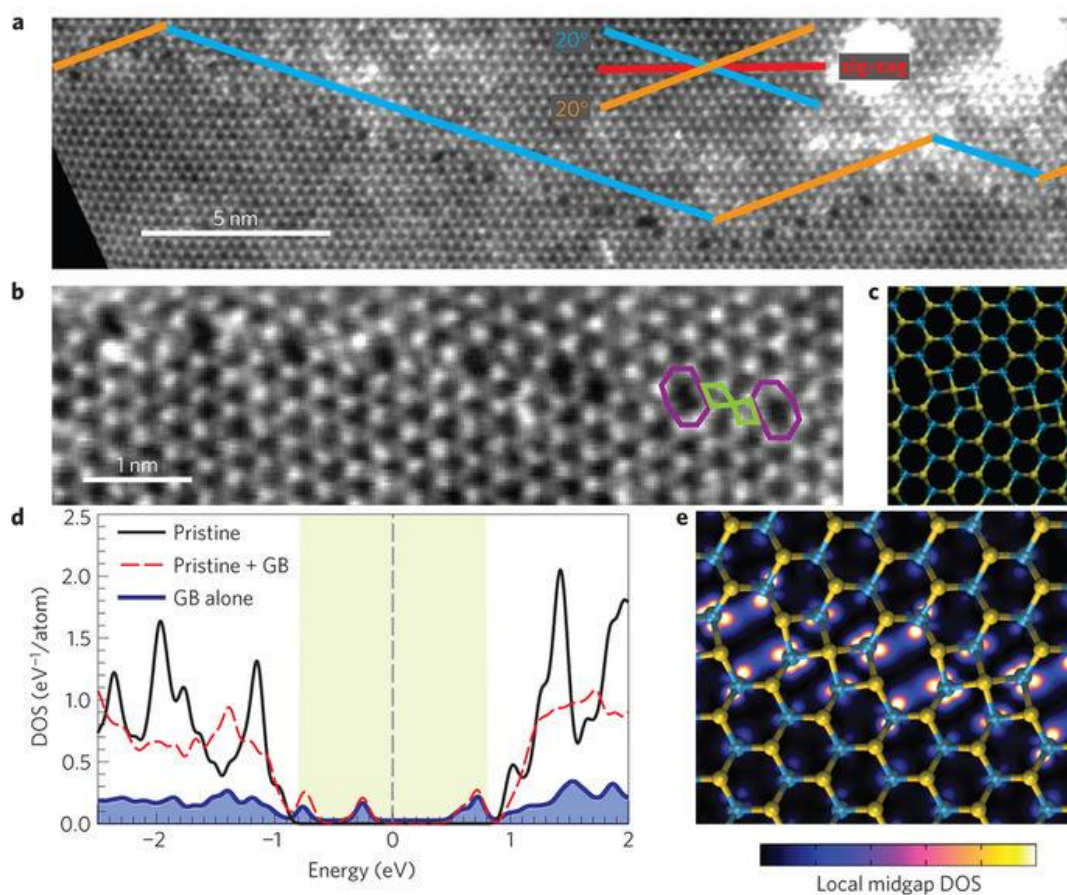 a
20°
zig-zag
20°
5 nm
b
c
1 nm
d
e
2.5
2.0
1.5
1.0
0.5
0.0
DOS (eV⁻¹/atom)
Pristine
Pristine + GB
GB alone
−2 −1 0 1 2
Energy (eV)
Local midgap DOS